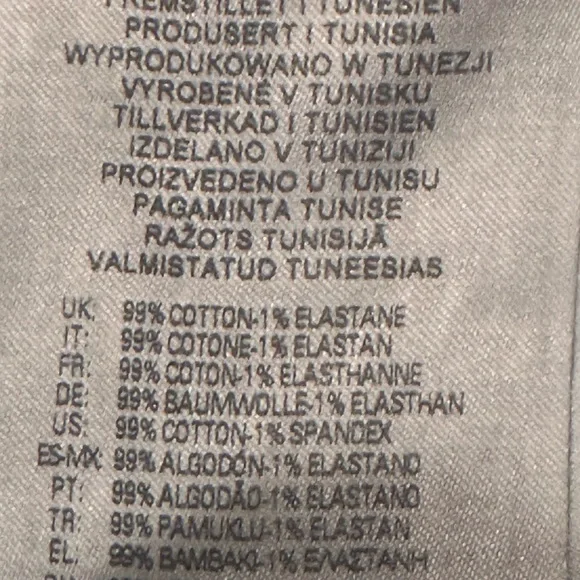 FREMSTILLET I TUNESIEN
PRODUSERT I TUNISIA
WYPRODUKOWANO W TUNEZJI
VYROBENÉ V TUNISKU
TILLVERKAD I TUNISIEN
IZDELANO V TUNIZIJI
PROIZVEDENO U TUNISU
PAGAMINTA TUNISE
RAŽOTS TUNISIJĀ
VALMISTATUD TUNEESIAS
UK: 99% COTTON-1% ELASTANE
IT: 99% COTONE-1% ELASTAN
FR: 99% COTON-1% ELASTHANNE
DE: 99% BAUMWOLLE-1% ELASTHAN
US: 99% COTTON-1% SPANDEX
ES-MX: 99% ALGODÓN-1% ELASTANO
PT: 99% ALGODÃO-1% ELASTANO
TR: 99% PAMUKLU-1% ELASTAN
EL: 99% ΒΑΜΒΑΚΙ-1% ΕΛΑΣΤΑΝΗ